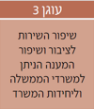 עוגן 3
שיפור השירות
לציבור ושיפור
המענה הניתן
למשרדי הממשלה
וליחידות המשרד